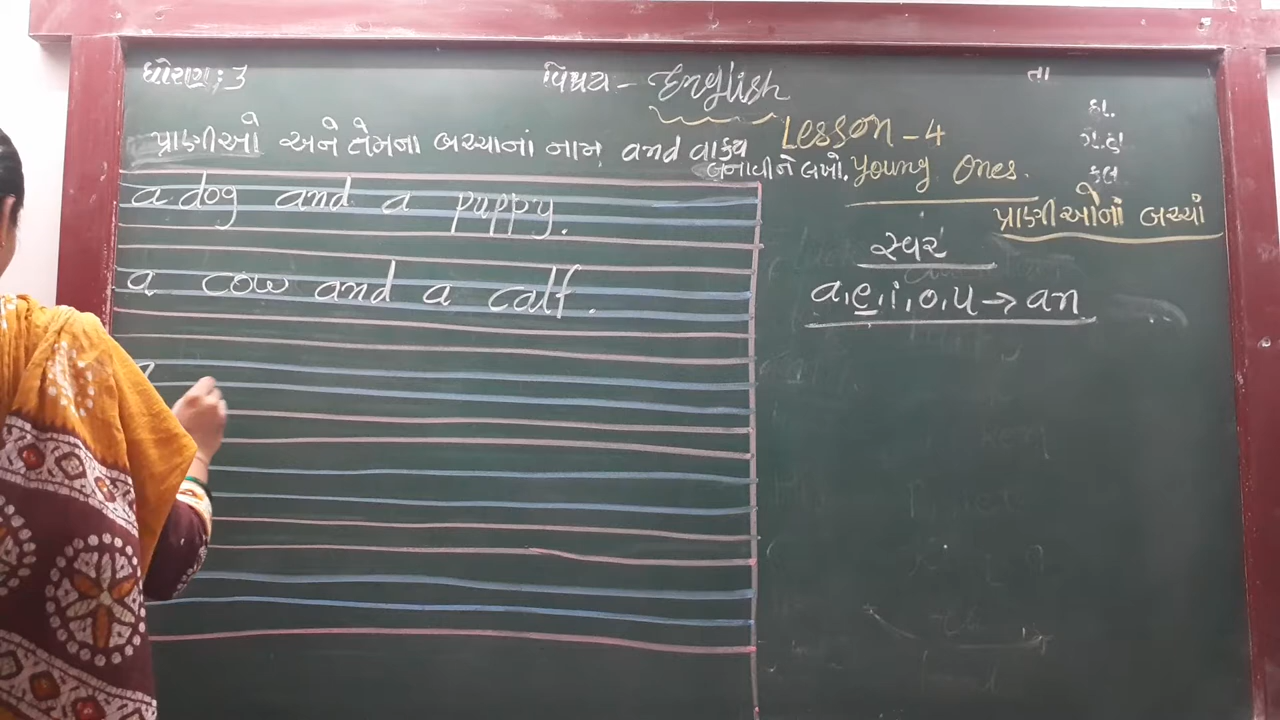 ધોરણ : 3 વિષય - English તા
હા.
ગે.હા
કુલ
પ્રાણીઓ અને તેમના બચ્ચાનાં નામ and વાકય
બનાવીને લખો.
Lesson - 4
Young Ones.
પ્રાણીઓનાં બચ્ચાં
a dog and a puppy.
a cow and a calf.
સ્વર
a, e, i, o, u → an